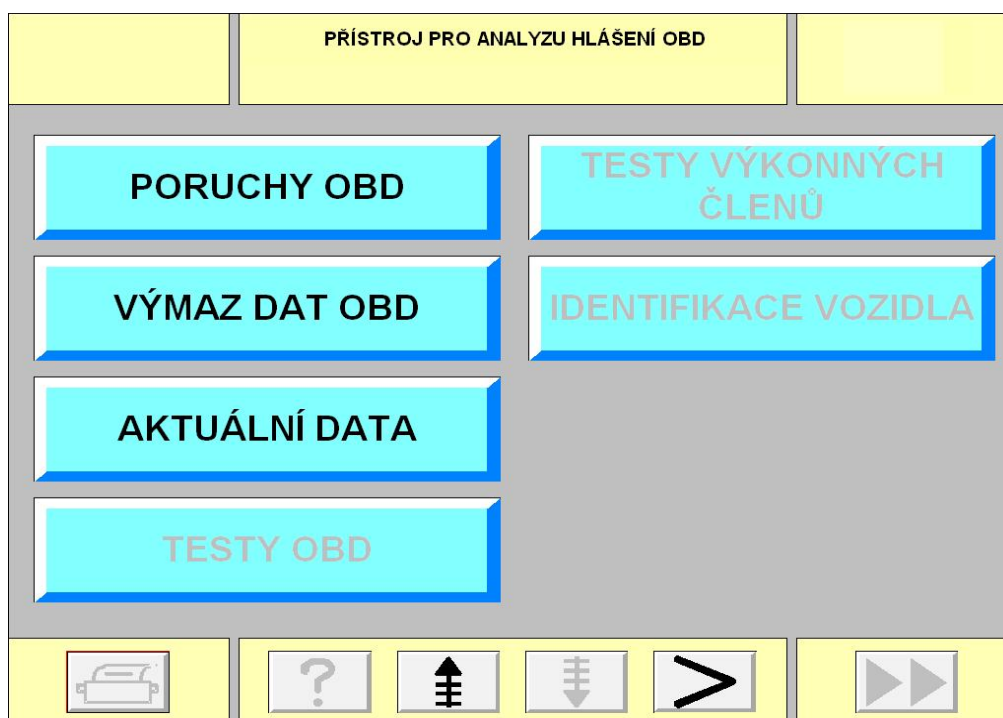 PŘÍSTROJ PRO ANALYZU HLÁŠENÍ OBD
PORUCHY OBD
TESTY VÝKONNÝCH
ČLENŮ
VÝMAZ DAT OBD
IDENTIFIKACE VOZIDLA
AKTUÁLNÍ DATA
TESTY OBD
?
>